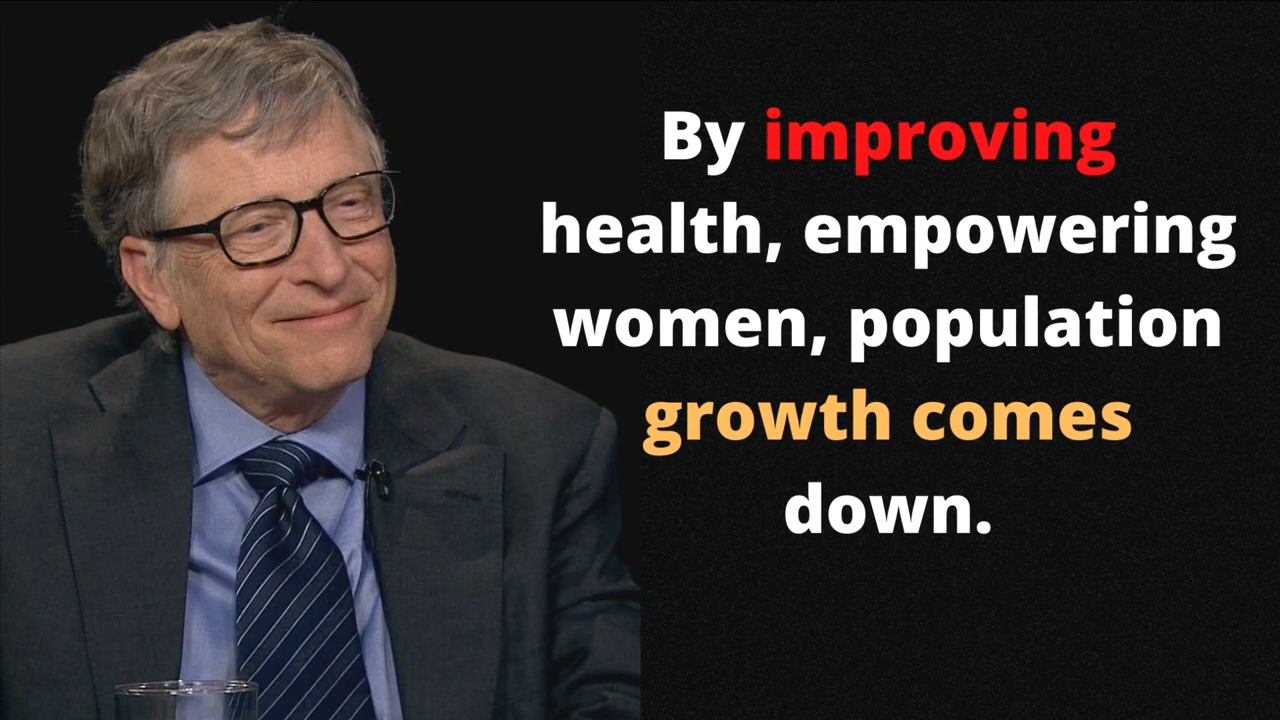 By improving
health, empowering
women, population
growth comes
down.